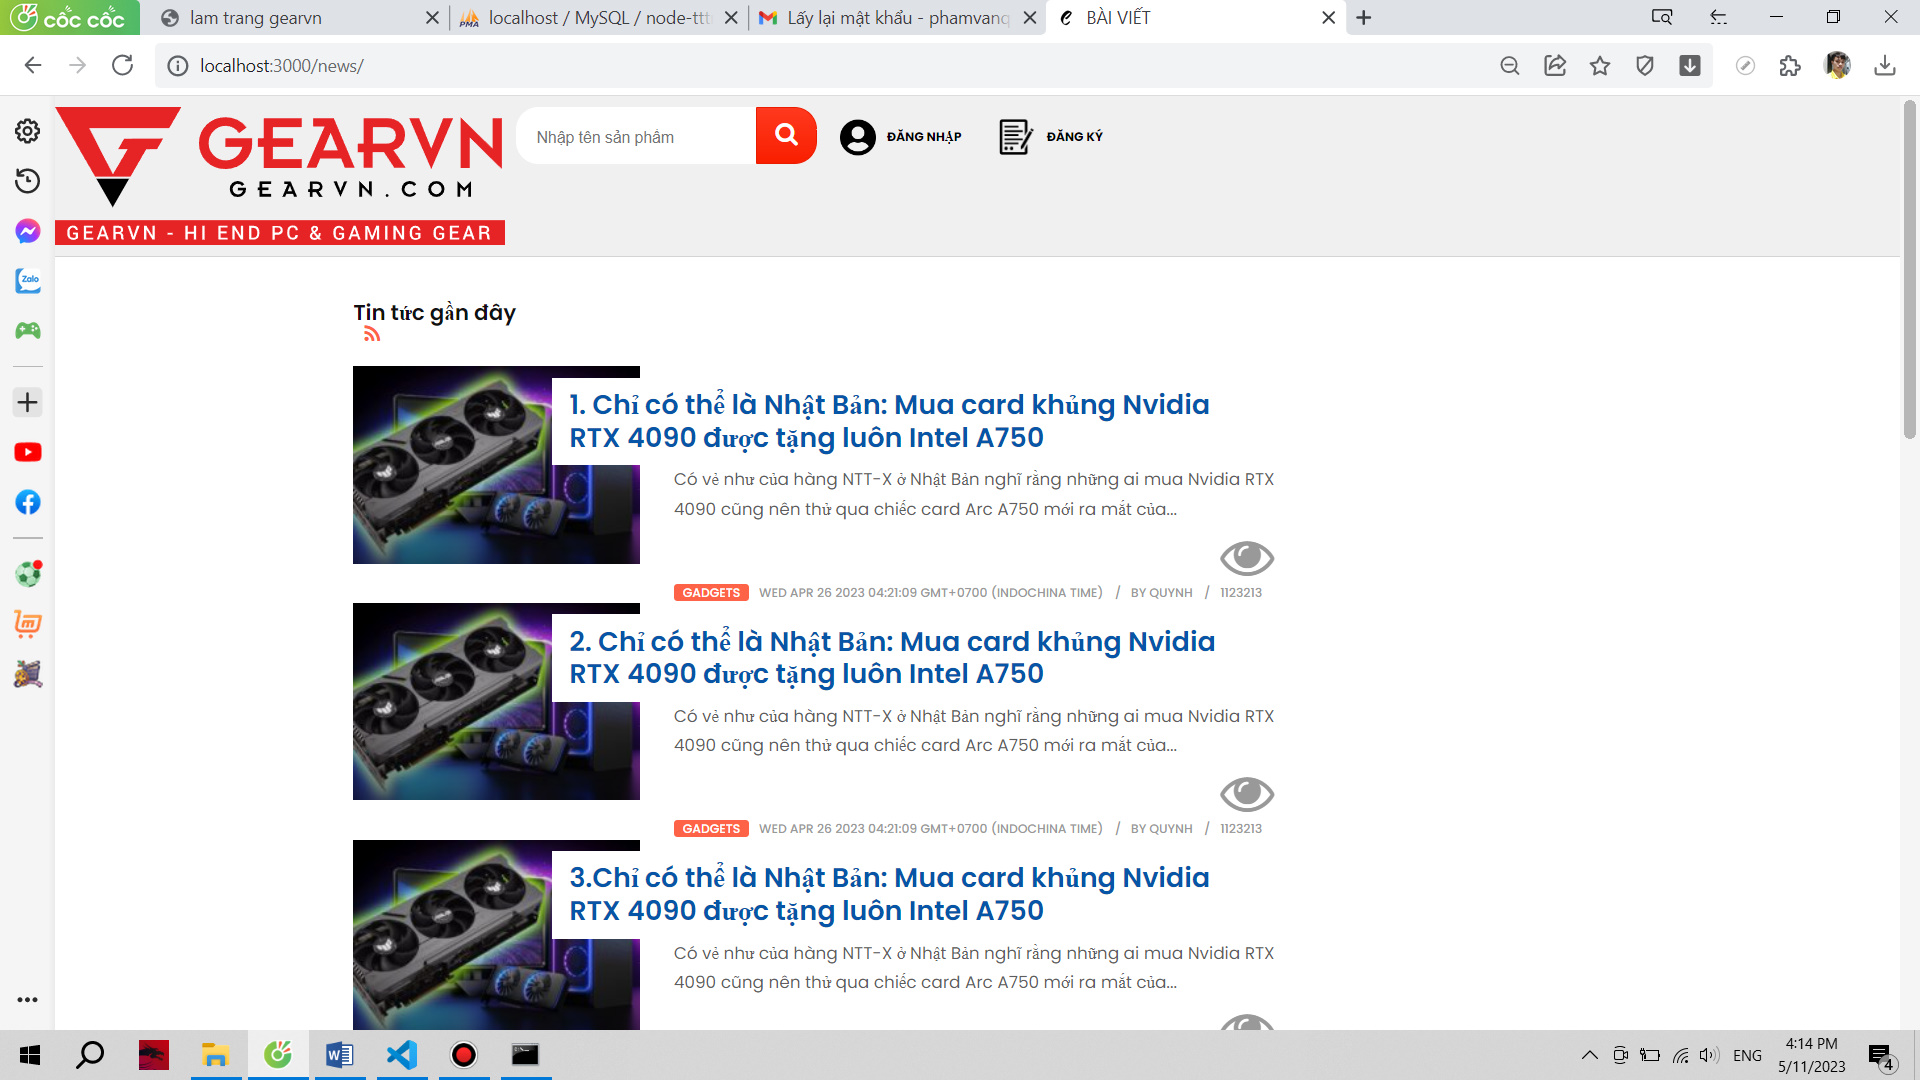 cốc cốc
lam trang gearvn
localhost / MySQL / node-ttt
Lấy lại mật khẩu - phamvanq
BÀI VIẾT
localhost:3000/news/
GEARVN
GEARVN.COM
GEARVN - HI END PC & GAMING GEAR
Nhập tên sản phẩm
ĐĂNG NHẬP
ĐĂNG KÝ
Zalo
Tin tức gần đây
1. Chỉ có thể là Nhật Bản: Mua card khủng Nvidia
RTX 4090 được tặng luôn Intel A750
Có vẻ như của hàng NTT-X ở Nhật Bản nghĩ rằng những ai mua Nvidia RTX
4090 cũng nên thử qua chiếc card Arc A750 mới ra mắt của...
GADGETS WED APR 26 2023 04:21:09 GMT+0700 (INDOCHINA TIME) / BY QUYNH / 1123213
2. Chỉ có thể là Nhật Bản: Mua card khủng Nvidia
RTX 4090 được tặng luôn Intel A750
Có vẻ như của hàng NTT-X ở Nhật Bản nghĩ rằng những ai mua Nvidia RTX
4090 cũng nên thử qua chiếc card Arc A750 mới ra mắt của...
GADGETS WED APR 26 2023 04:21:09 GMT+0700 (INDOCHINA TIME) / BY QUYNH / 1123213
3.Chỉ có thể là Nhật Bản: Mua card khủng Nvidia
RTX 4090 được tặng luôn Intel A750
Có vẻ như của hàng NTT-X ở Nhật Bản nghĩ rằng những ai mua Nvidia RTX
4090 cũng nên thử qua chiếc card Arc A750 mới ra mắt của...
ENG
4:14 PM
5/11/2023
4